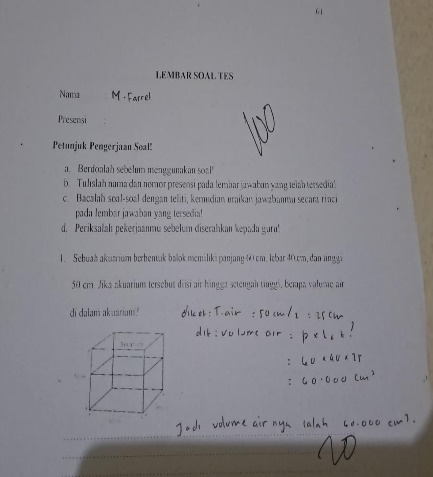 61
LEMBAR SOAL TES
Nama : M. Farrel
Presensi :
100
Petunjuk Pengerjaan Soal!
a. Berdoalah sebelum menggunakan soal!
b. Tulislah nama dan nomor presensi pada lembar jawaban yang telah tersedia!
c. Bacalah soal-soal dengan teliti, kemudian uraikan jawabanmu secara rinci
pada lembar jawaban yang tersedia!
d. Periksalah pekerjaanmu sebelum diserahkan kepada guru!
1. Sebuah akuarium berbentuk balok memiliki panjang 60 cm, lebar 40 cm, dan tinggi
50 cm. Jika akuarium tersebut diisi air hingga setengah tinggi, berapa volume air
di dalam akuarium?
diket: T. air : 50 cm/2 : 25 cm
dit: volume air : p x l x t?
: 60 x 40 x 25
: 60.000 cm³
Jadi volume air nya ialah 60.000 cm³.
20